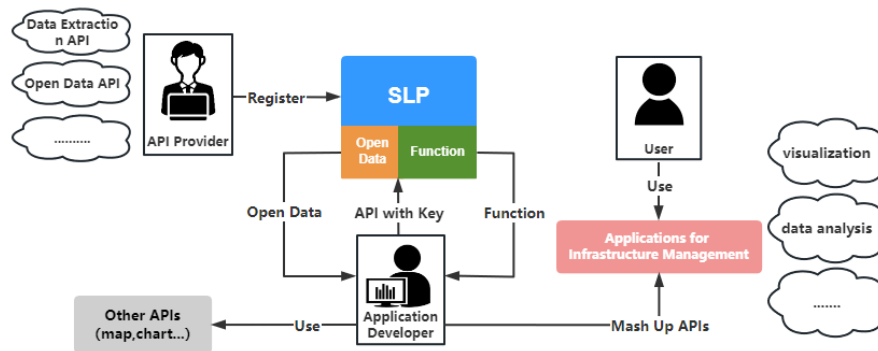 Data Extractio
n API
Open Data API
..........
API Provider
Register
SLP
Open
Data
Function
Open Data
API with Key
Function
User
Use
Applications for
Infrastructure Management
visualization
data analysis
.......
Application
Developer
Use
Other APIs
(map,chart...)
Mash Up APIs